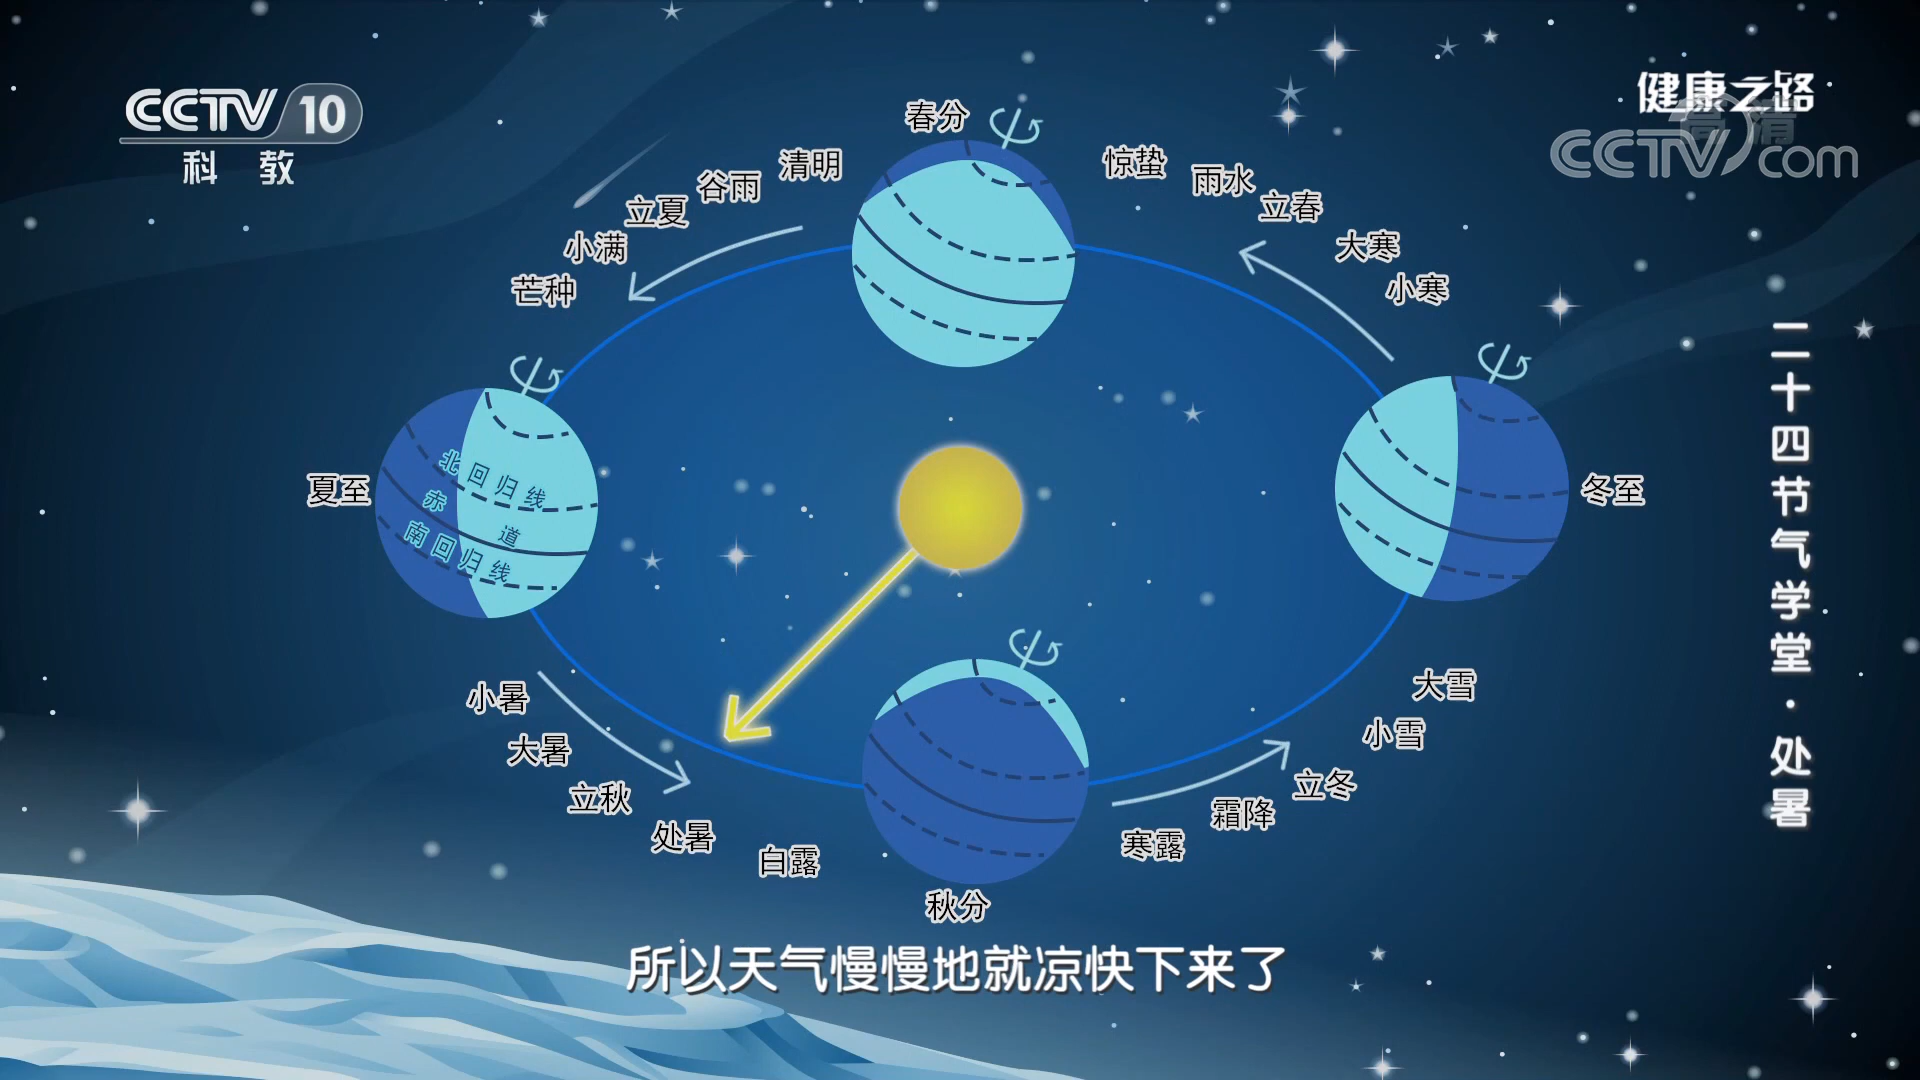 CCTV 10
科 教
健康之路
高清
CCTV.com
春分
清明
谷雨
立夏
小满
芒种
惊蛰
雨水
立春
大寒
小寒
夏至
北回归线
赤道
南回归线
冬至
小暑
大暑
立秋
处暑
白露
秋分
寒露
霜降
立冬
小雪
大雪
二十四节气学堂·处暑
所以天气慢慢地就凉快下来了